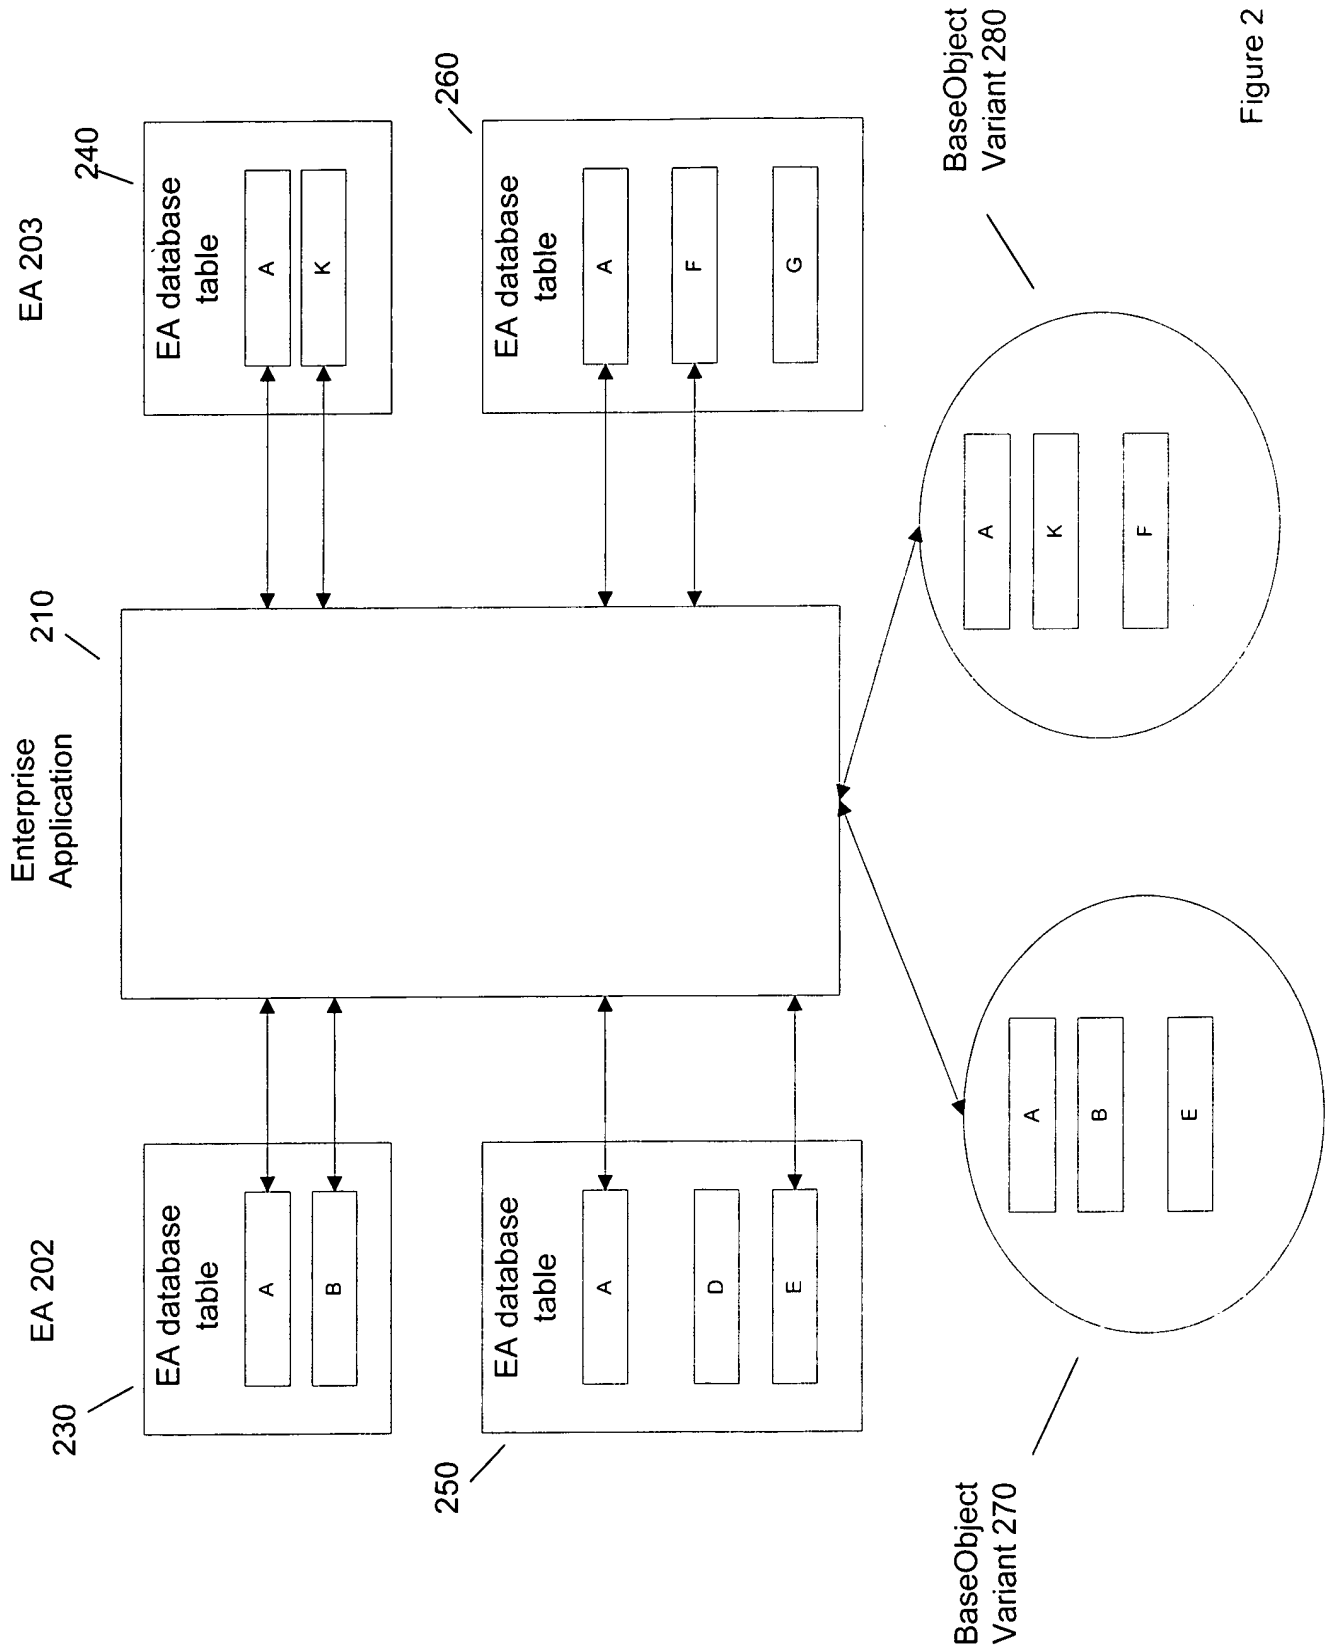 EA 202
Enterprise
Application
EA 203
230
210
240
EA database
table
A
B
EA database
table
A
K
250
260
EA database
table
A
D
E
EA database
table
A
F
G
BaseObject
Variant 270
A
B
E
A
K
F
BaseObject
Variant 280
Figure 2